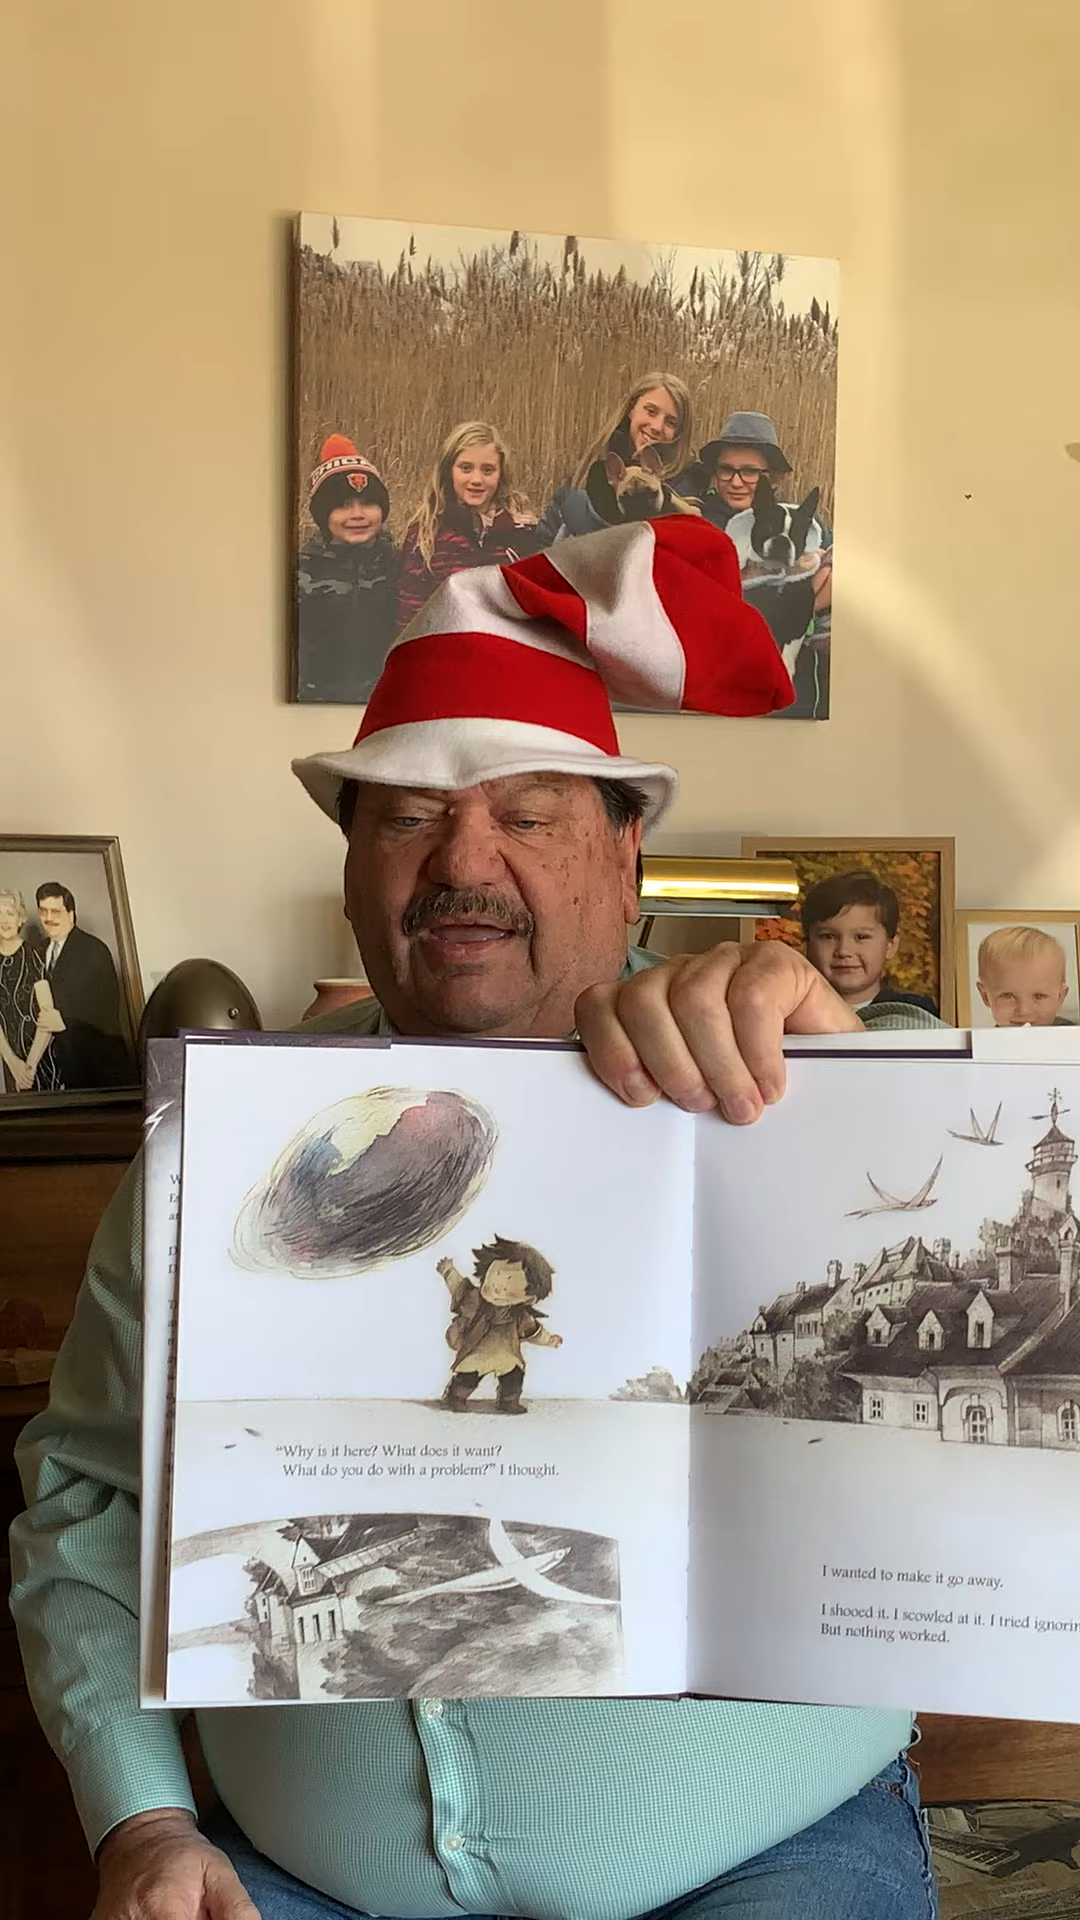 CHIC
"Why is it here? What does it want?
What do you do with a problem?" I thought.
I wanted to make it go away.
I shooed it. I scowled at it. I tried
But nothing worked.